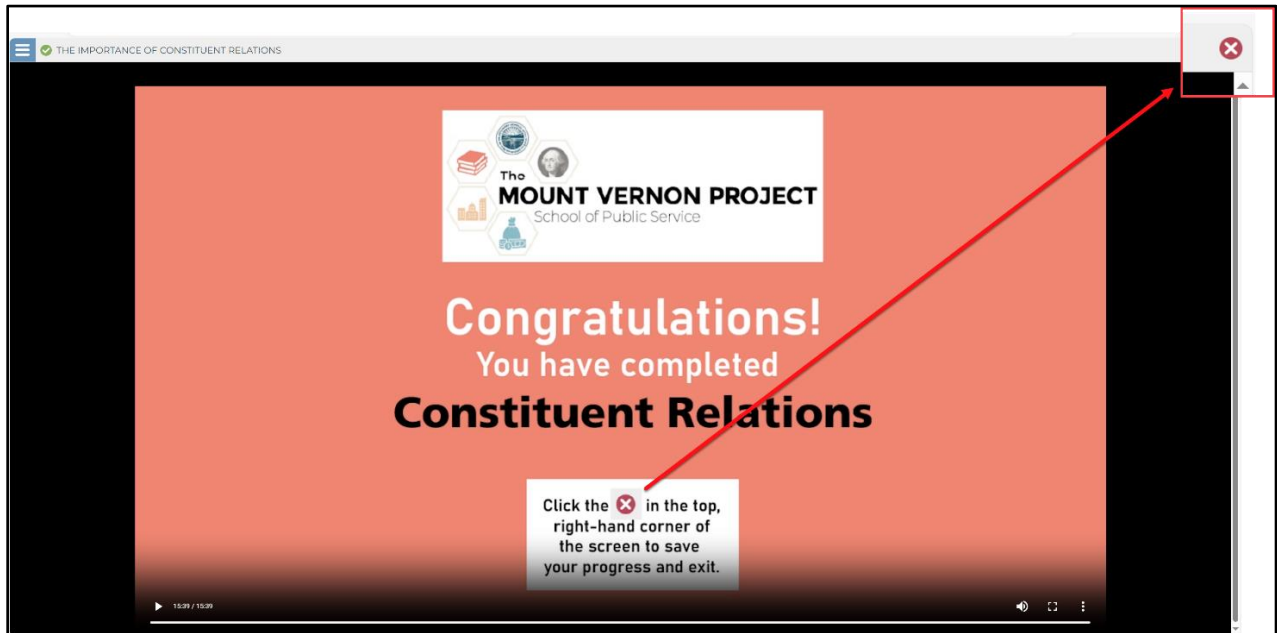 THE IMPORTANCE OF CONSTITUENT RELATIONS
The
MOUNT VERNON PROJECT
School of Public Service
Congratulations!
You have completed
Constituent Relations
Click the in the top,
right-hand corner of
the screen to save
your progress and exit.
15:39 / 15:39